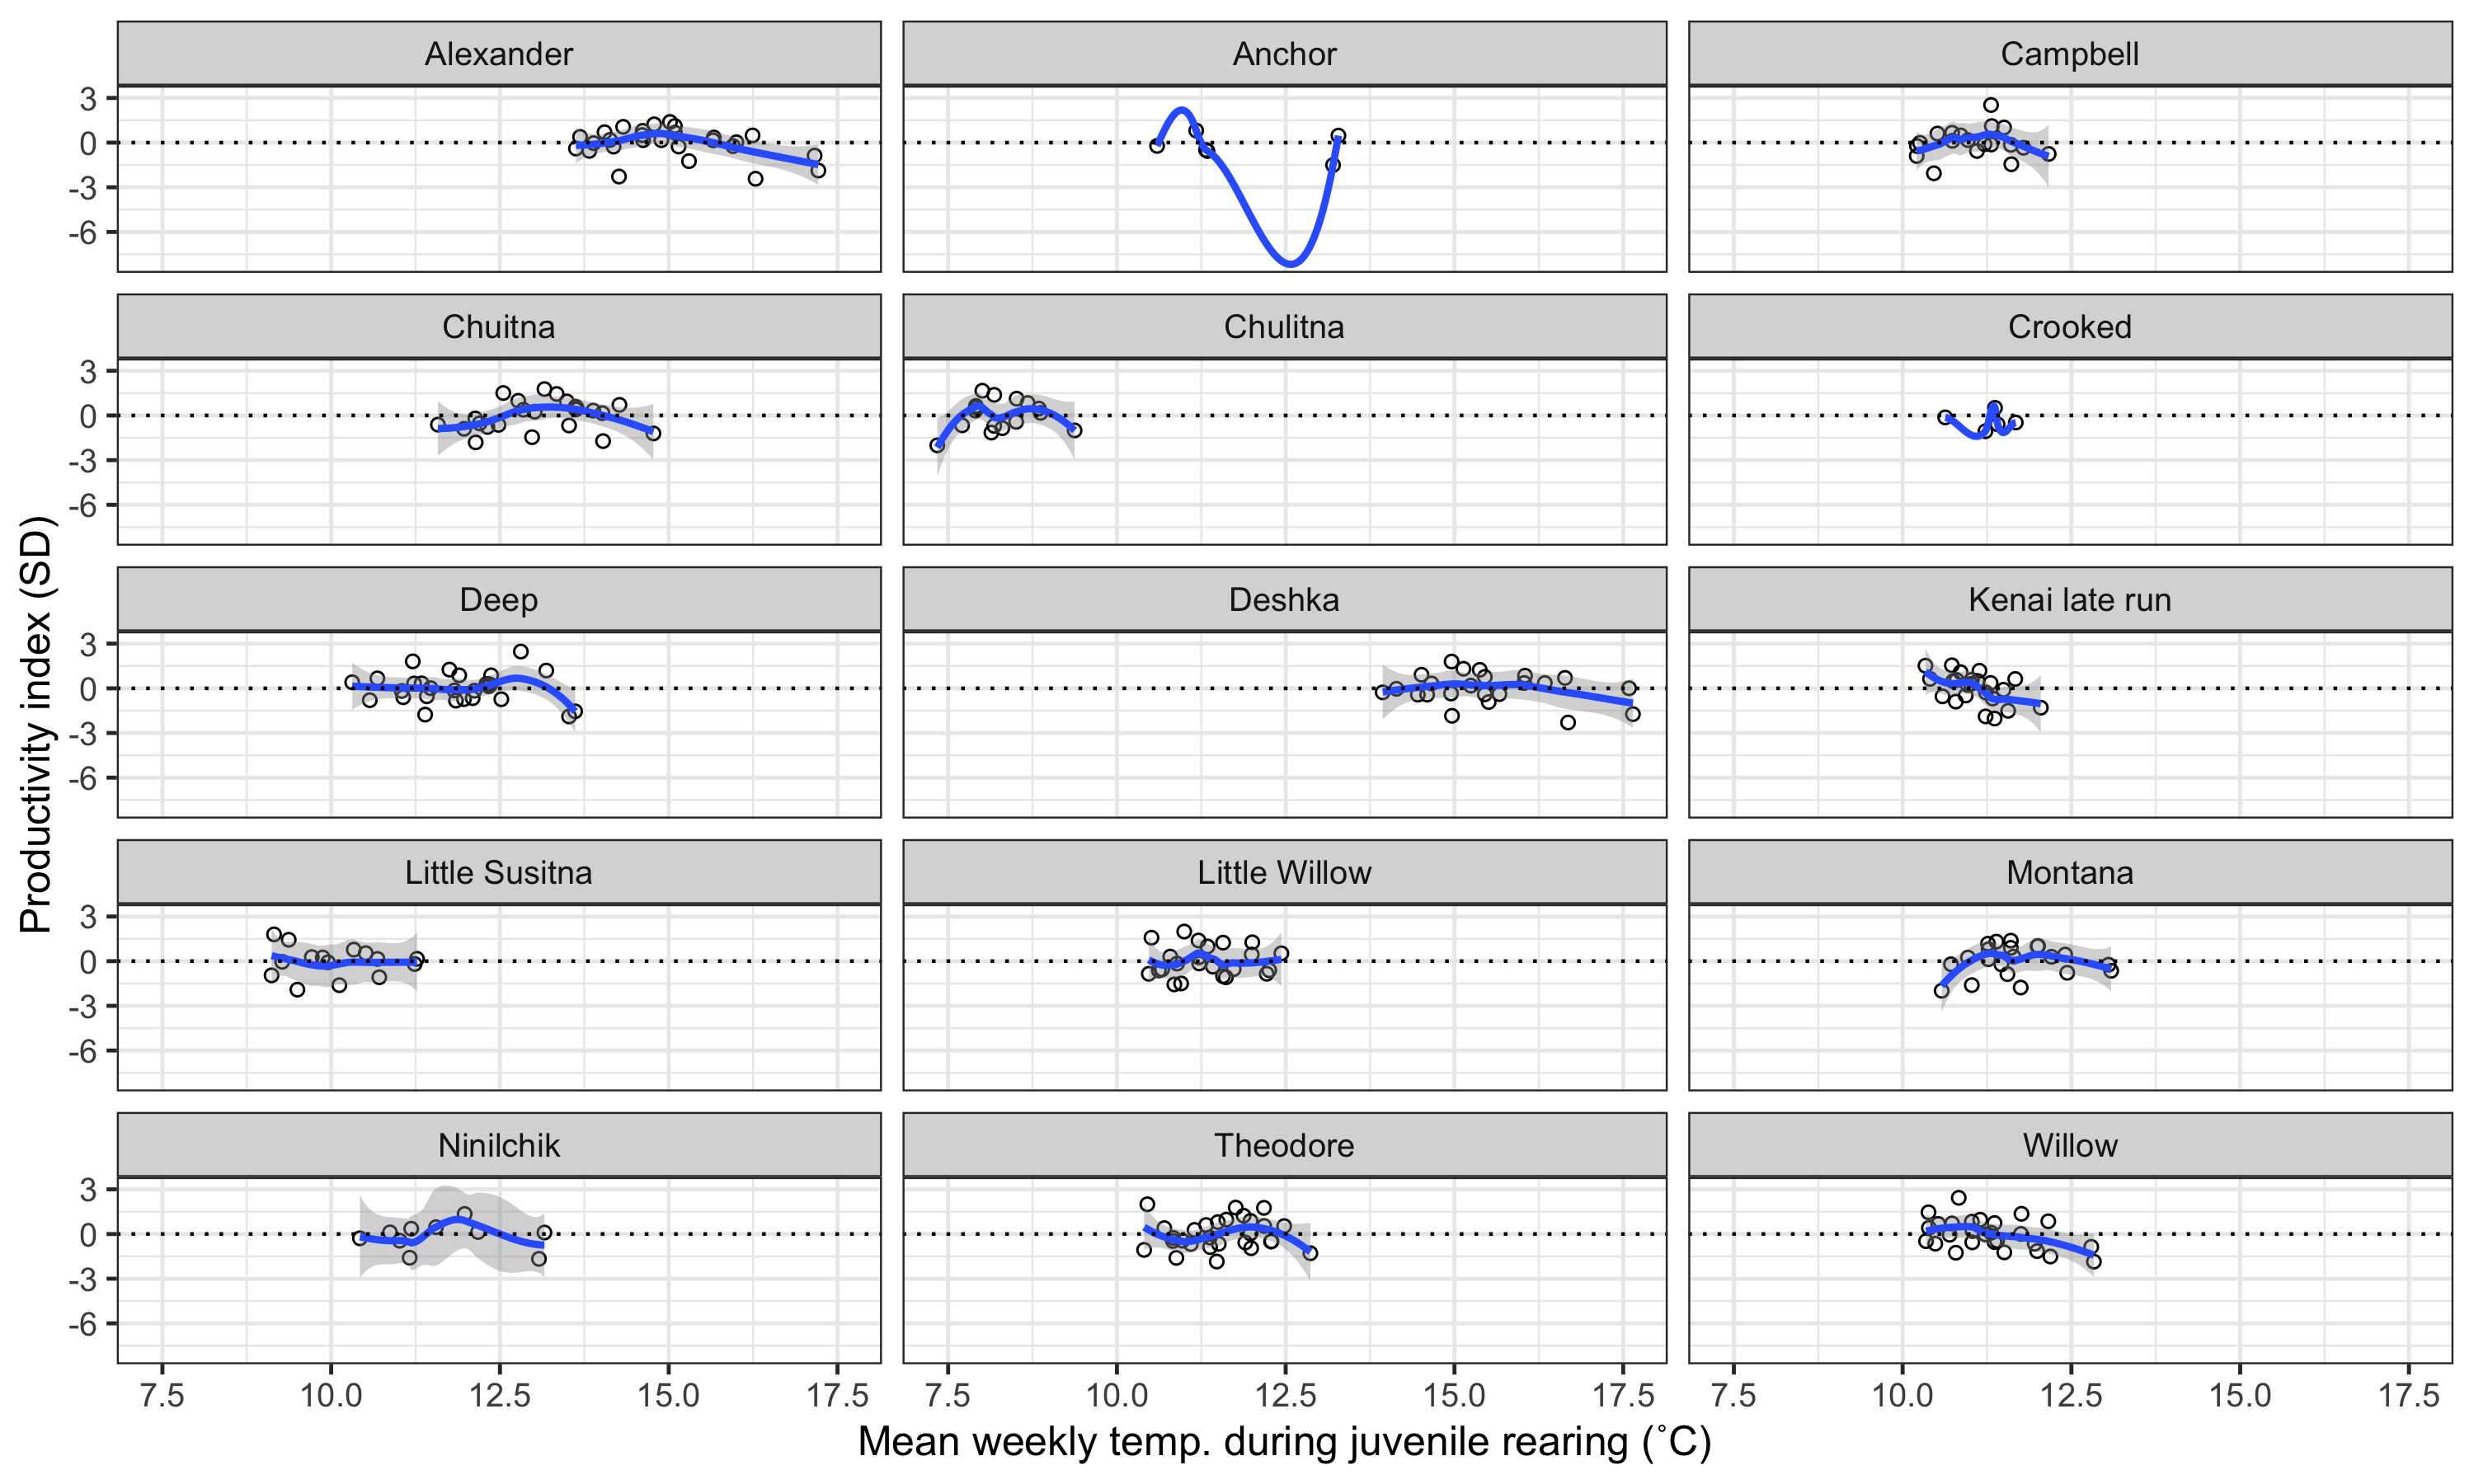 Alexander
Anchor
Campbell
3
0
-3
-6
Chuitna
Chulitna
Crooked
3
0
-3
-6
Deep
Deshka
Kenai late run
3
0
-3
-6
Little Susitna
Little Willow
Montana
3
0
-3
-6
Ninilchik
Theodore
Willow
3
0
-3
-6
7.5 10.0 12.5 15.0 17.5
7.5 10.0 12.5 15.0 17.5
7.5 10.0 12.5 15.0 17.5
Mean weekly temp. during juvenile rearing (˚C)
Productivity index (SD)